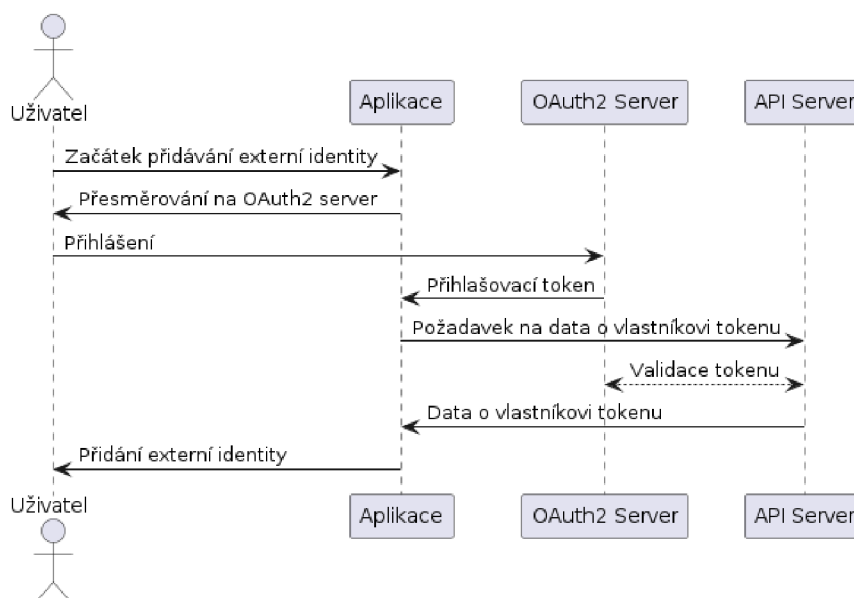 Uživatel
Aplikace
OAuth2 Server
API Server
Začátek přidávání externí identity
Přesměrování na OAuth2 server
Přihlášení
Přihlašovací token
Požadavek na data o vlastníkovi tokenu
Validace tokenu
Data o vlastníkovi tokenu
Přidání externí identity
Uživatel
Aplikace
OAuth2 Server
API Server